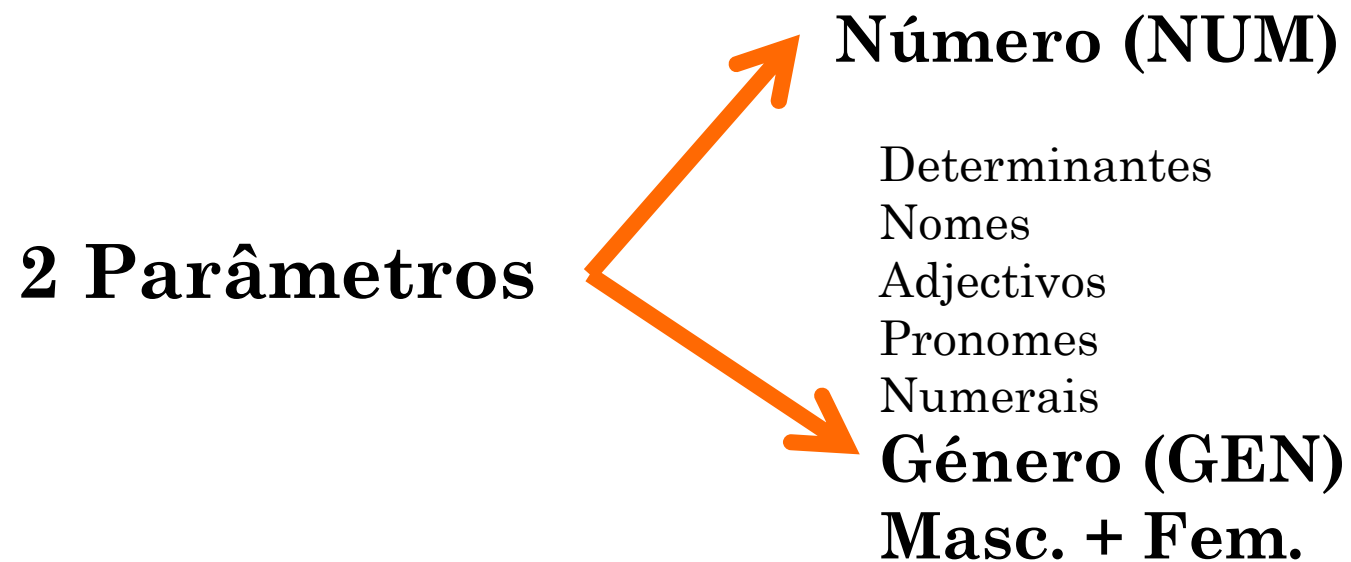 Número (NUM)
Determinantes
Nomes
2 Parâmetros
Adjectivos
Pronomes
Numerais
Género (GEN)
Masc. + Fem.